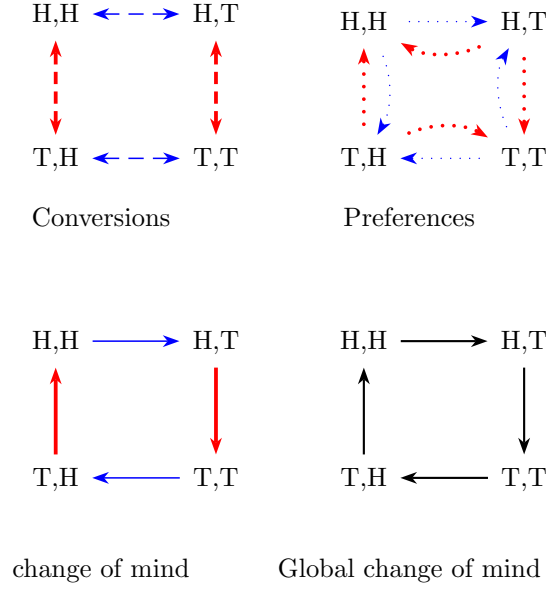 H,H H,T H,H H,T
T,H T,T T,H T,T
Conversions Preferences
H,H H,T H,H H,T
T,H T,T T,H T,T
change of mind Global change of mind